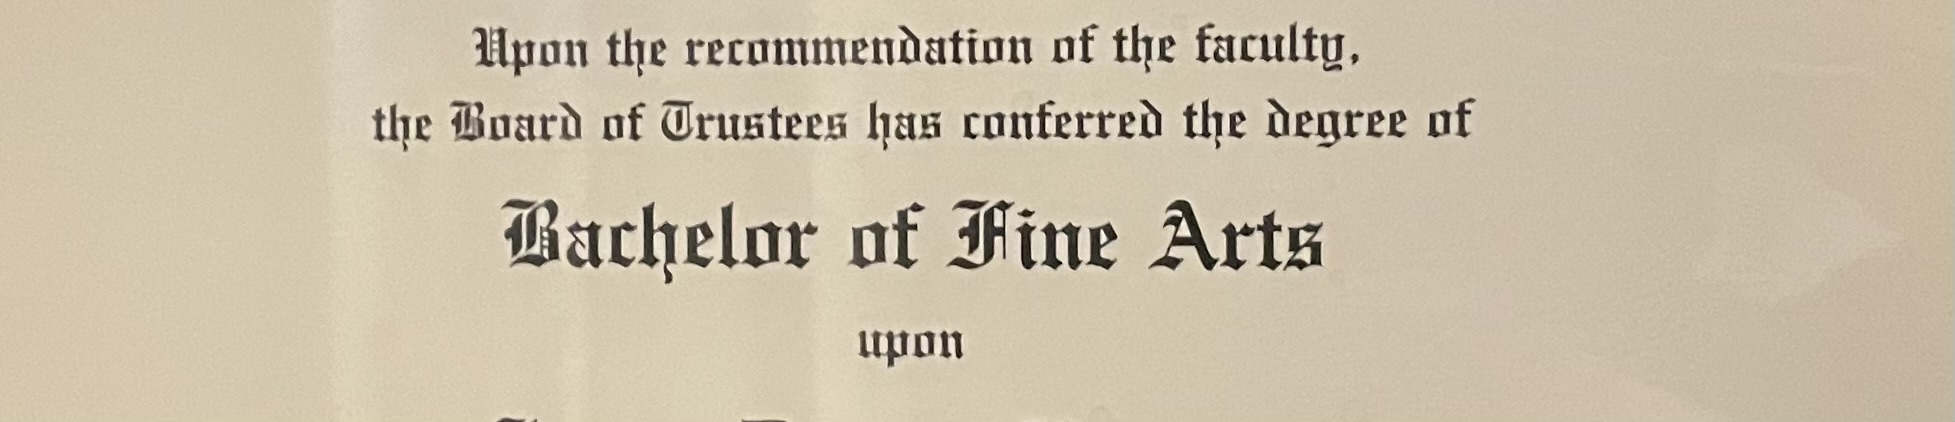 Upon the recommendation of the faculty,
the Board of Trustees has conferred the degree of
Bachelor of Fine Arts
upon